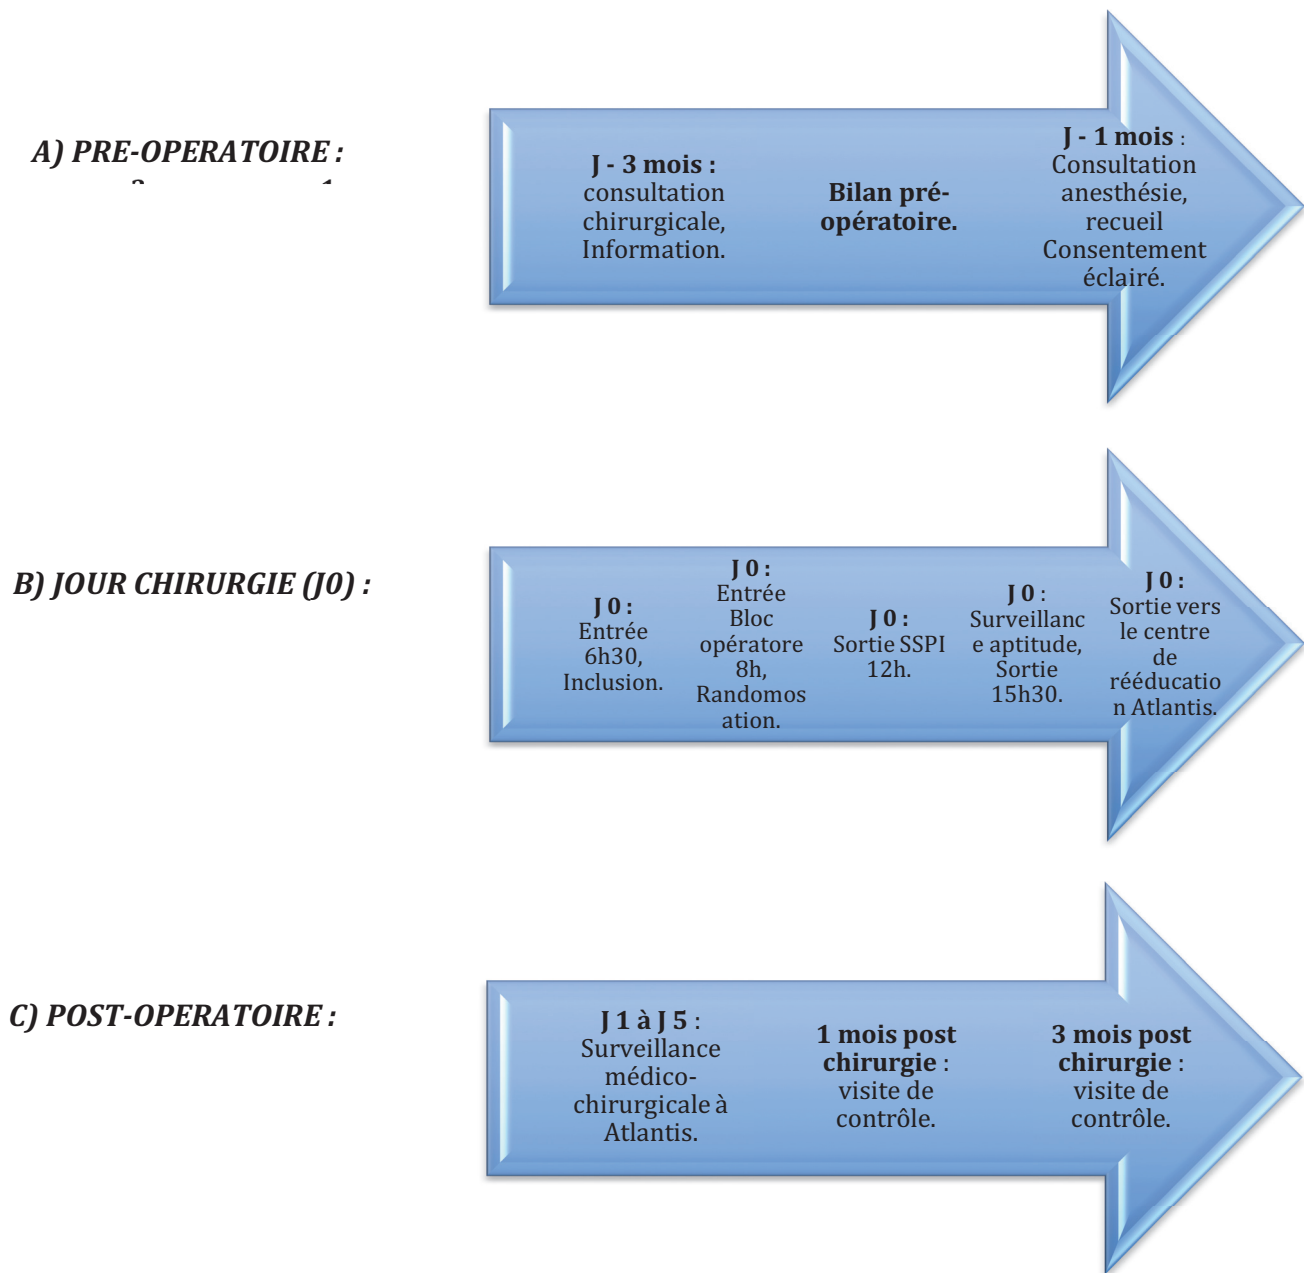 A) PRE-OPERATOIRE :
J - 3 mois :
consultation
chirurgicale,
Information.
Bilan pré-
opératoire.
J - 1 mois :
Consultation
anesthésie,
recueil
Consentement
éclairé.
B) JOUR CHIRURGIE (J0) :
J 0 :
Entrée
6h30,
Inclusion.
J 0 :
Entrée
Bloc
opératore
8h,
Randomos
ation.
J 0 :
Sortie SSPI
12h.
J 0 :
Surveillanc
e aptitude,
Sortie
15h30.
J 0 :
Sortie vers
le centre
de
rééducatio
n Atlantis.
C) POST-OPERATOIRE :
J 1 à J 5 :
Surveillance
médico-
chirurgicale à
Atlantis.
1 mois post
chirurgie :
visite de
contrôle.
3 mois post
chirurgie :
visite de
contrôle.